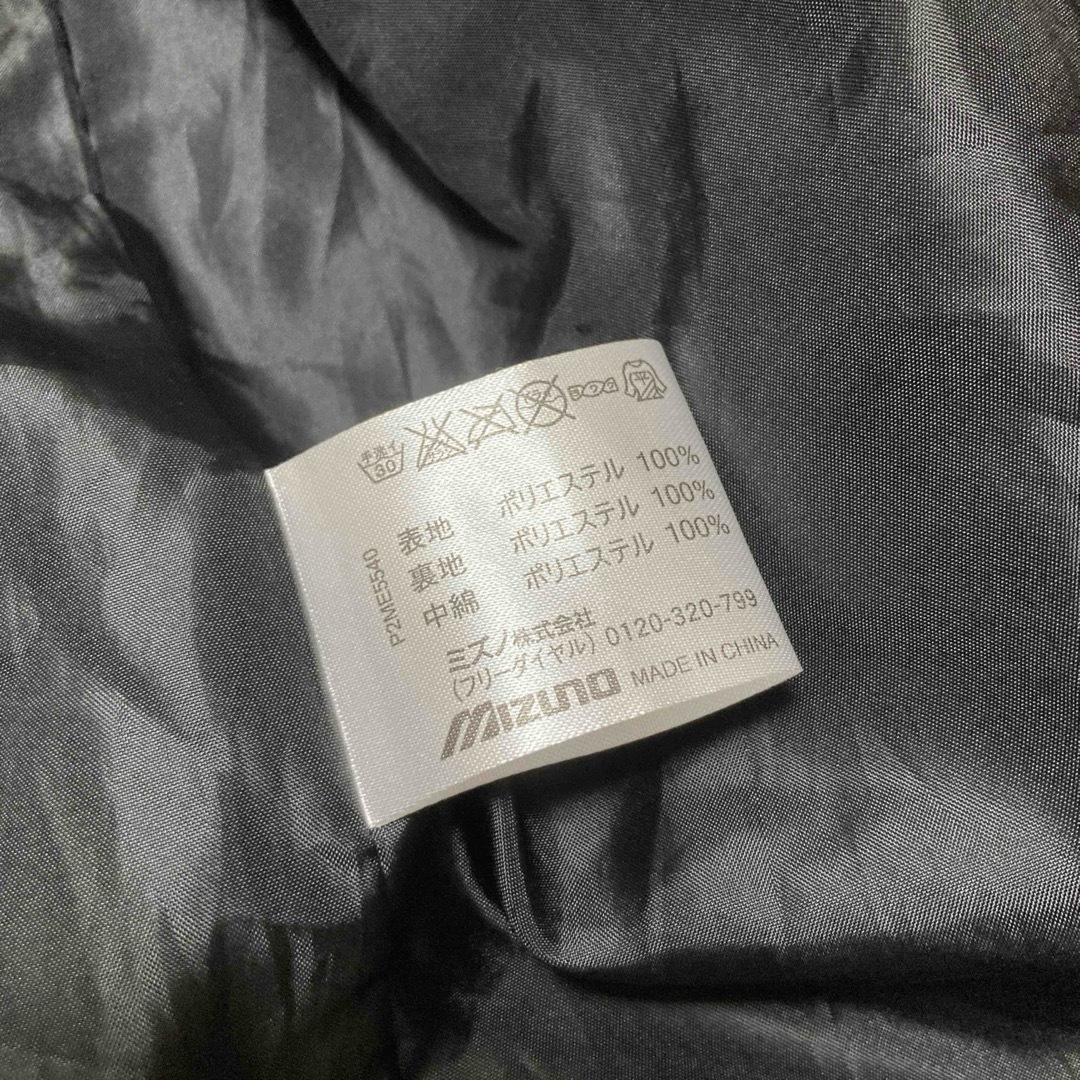 手洗イ
30
表地 ポリエステル 100%
裏地 ポリエステル 100%
中綿 ポリエステル 100%
ミズノ株式会社
(フリーダイヤル) 0120-320-799
MIZUNO MADE IN CHINA
P2ME5540